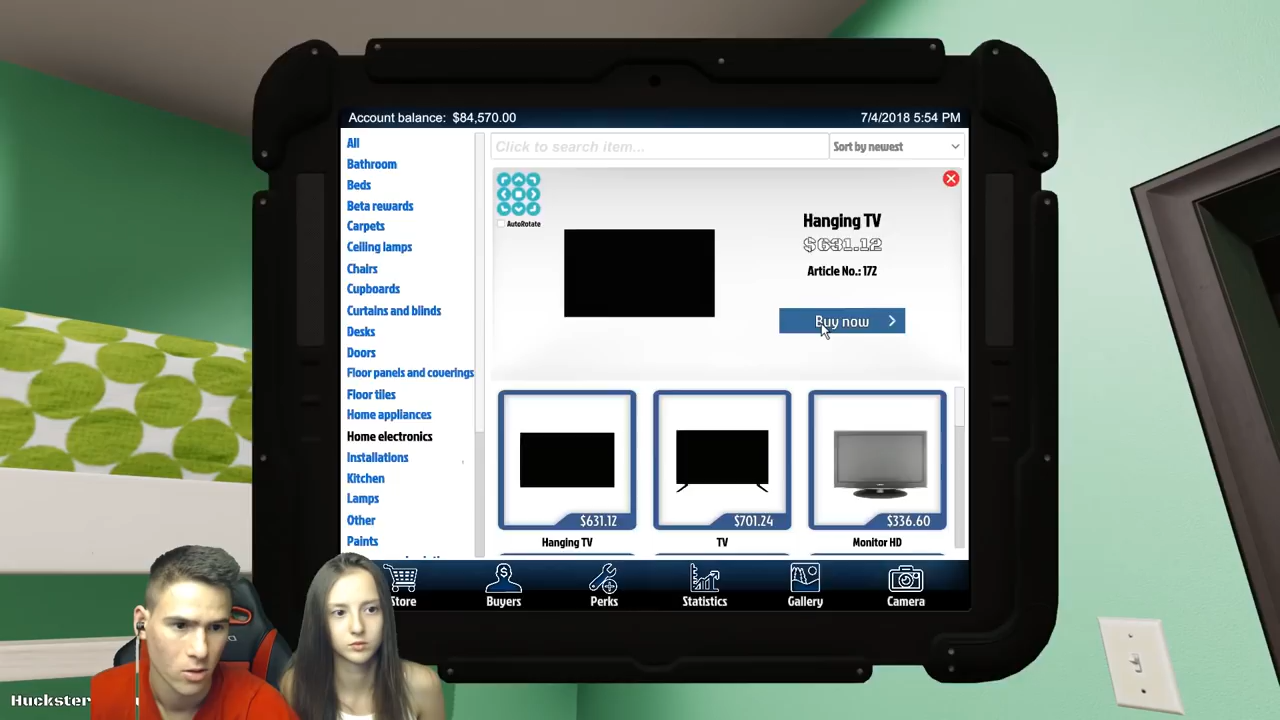 Account balance: $84,570.00
7/4/2018 5:54 PM
All
Bathroom
Beds
Beta rewards
Carpets
Ceiling lamps
Chairs
Cupboards
Curtains and blinds
Desks
Doors
Floor panels and coverings
Floor tiles
Home appliances
Home electronics
Installations
Kitchen
Lamps
Other
Paints
Click to search item...
Sort by newest
AutoRotate
Hanging TV
$631.12
Article No.: 172
Buy now
$631.12
$701.24
$336.60
Hanging TV
TV
Monitor HD
Store
Buyers
Perks
Statistics
Gallery
Camera
Huckster